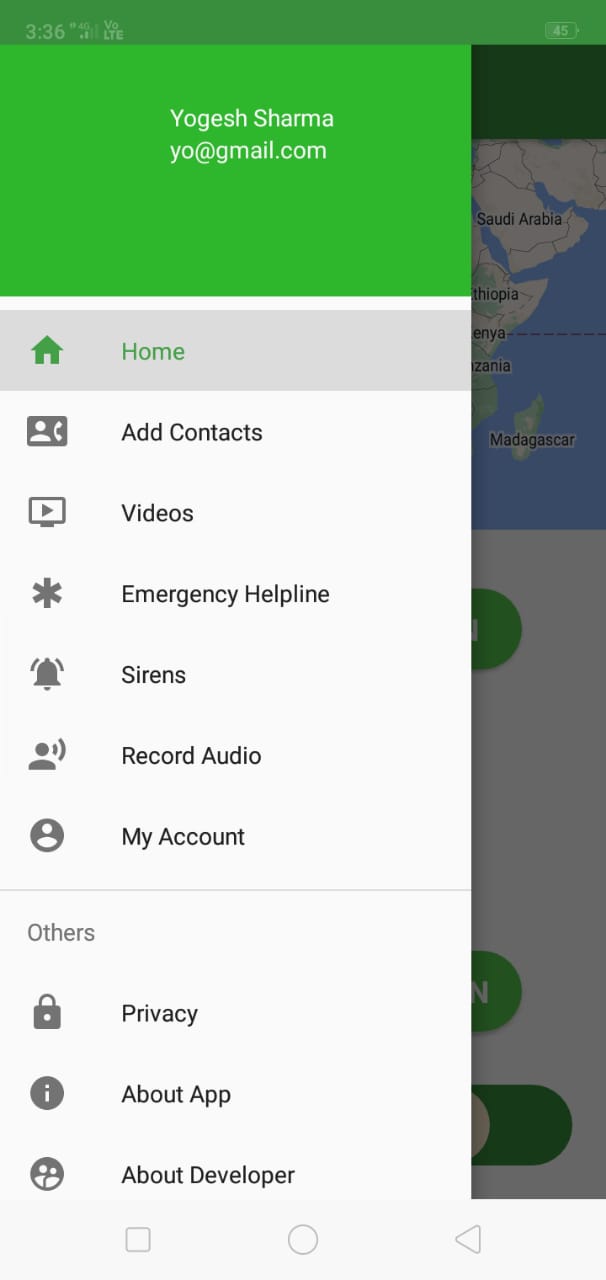 3:36 4G Vo LTE 45
Yogesh Sharma
yo@gmail.com
Saudi Arabia
thiopia
enya
nzania
Madagascar
Home
Add Contacts
Videos
Emergency Helpline
N
Sirens
Record Audio
My Account
Others
N
Privacy
About App
About Developer